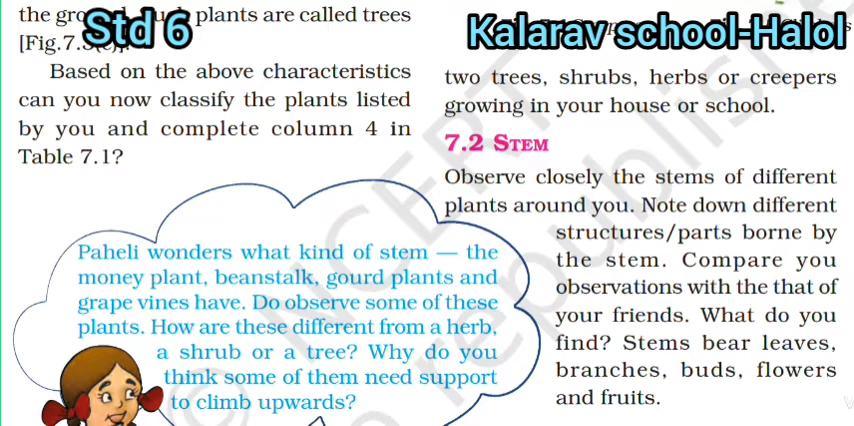 the
plants are called trees
[Fig.7.
Std 6
Kalarav school-Halol
Based on the above characteristics
can you now classify the plants listed
by you and complete column 4 in
Table 7.1?
Paheli wonders what kind of stem — the
money plant, beanstalk, gourd plants and
grape vines have. Do observe some of these
plants. How are these different from a herb,
a shrub or a tree? Why do you
think some of them need support
to climb upwards?
two trees, shrubs, herbs or creepers
growing in your house or school.
7.2 STEM
Observe closely the stems of different
plants around you. Note down different
structures/parts borne by
the stem. Compare you
observations with the that of
your friends. What do you
find? Stems bear leaves,
branches, buds, flowers
and fruits.
© NCERT